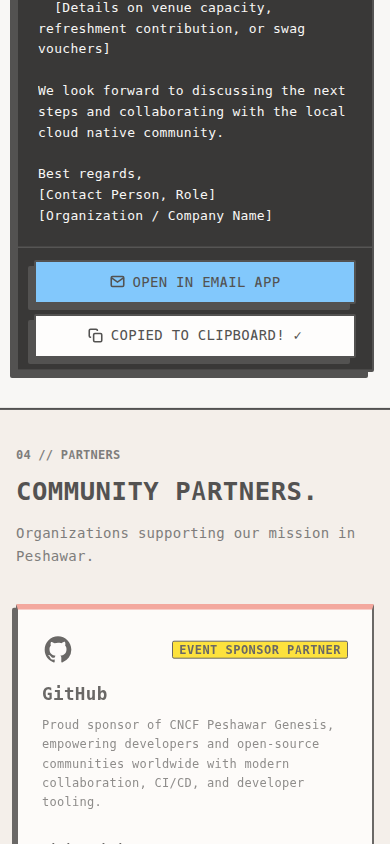 [Details on venue capacity,
refreshment contribution, or swag
vouchers]
We look forward to discussing the next
steps and collaborating with the local
cloud native community.
Best regards,
[Contact Person, Role]
[Organization / Company Name]
OPEN IN EMAIL APP
COPIED TO CLIPBOARD! ✓
04 // PARTNERS
COMMUNITY PARTNERS.
Organizations supporting our mission in
Peshawar.
EVENT SPONSOR PARTNER
GitHub
Proud sponsor of CNCF Peshawar Genesis,
empowering developers and open-source
communities worldwide with modern
collaboration, CI/CD, and developer
tooling.